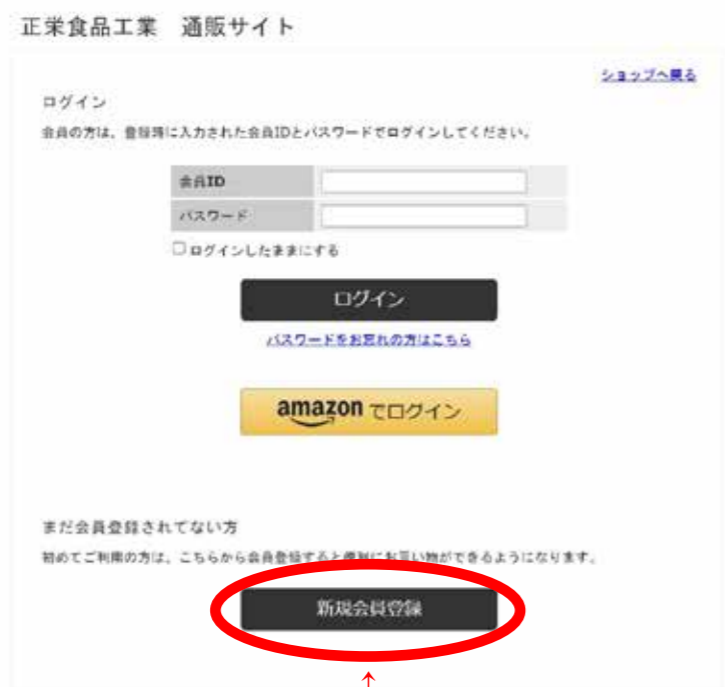 正栄食品工業 通販サイト
ショップへ戻る
ログイン
会員の方は、登録時に入力された会員IDとパスワードでログインしてください。
会員ID
パスワード
ログインしたままにする
ログイン
パスワードをお忘れの方はこちら
amazon でログイン
まだ会員登録されてない方
初めてご利用の方は、こちらから会員登録すると便利にお買い物ができるようになります。
新規会員登録
↑